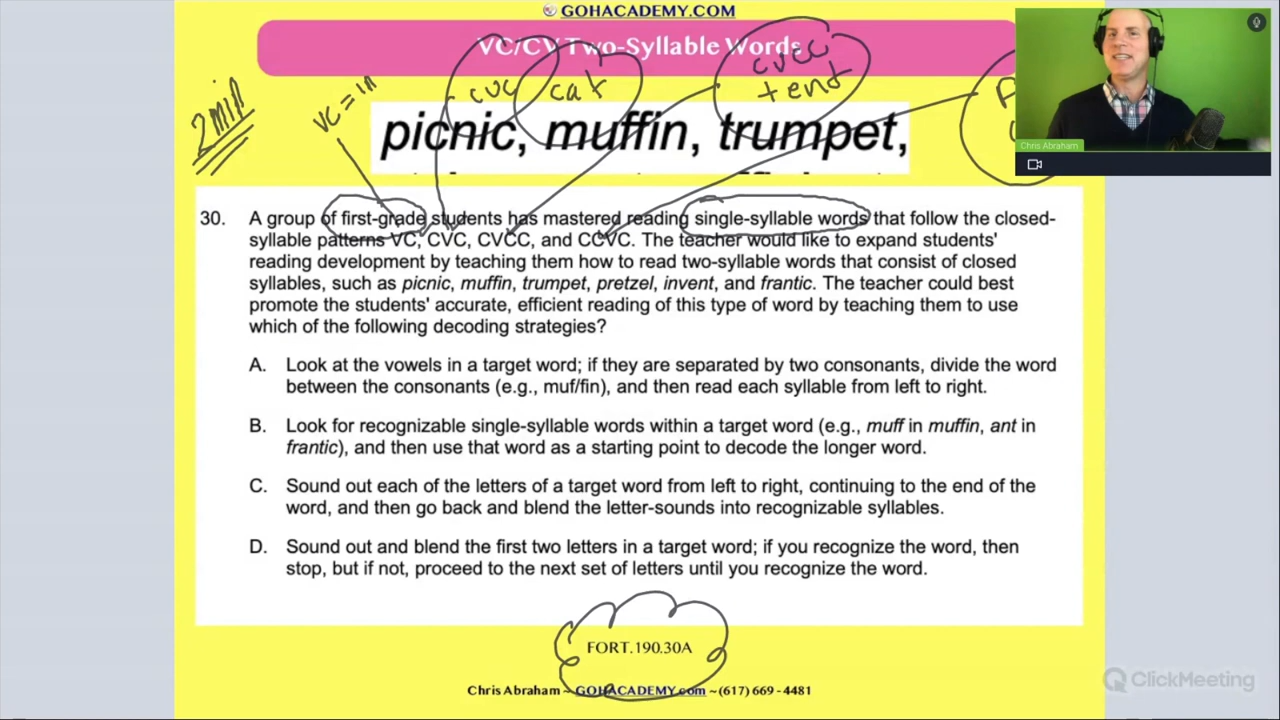 GOHACADEMY.COM
VC/CV Two-Syllable Words
2 MIN
VC = IN
CVC cat
CVCC
tend
picnic, muffin, trumpet,
Chris Abraham
30. A group of first-grade students has mastered reading single-syllable words that follow the closed-
syllable patterns VC, CVC, CVCC, and CCVC. The teacher would like to expand students'
reading development by teaching them how to read two-syllable words that consist of closed
syllables, such as picnic, muffin, trumpet, pretzel, invent, and frantic. The teacher could best
promote the students' accurate, efficient reading of this type of word by teaching them to use
which of the following decoding strategies?
A. Look at the vowels in a target word; if they are separated by two consonants, divide the word
between the consonants (e.g., muf/fin), and then read each syllable from left to right.
B. Look for recognizable single-syllable words within a target word (e.g., muff in muffin, ant in
frantic), and then use that word as a starting point to decode the longer word.
C. Sound out each of the letters of a target word from left to right, continuing to the end of the
word, and then go back and blend the letter-sounds into recognizable syllables.
D. Sound out and blend the first two letters in a target word; if you recognize the word, then
stop, but if not, proceed to the next set of letters until you recognize the word.
FORT.190.30A
Chris Abraham ~ GOHACADEMY.com ~ (617) 669 - 4481
ClickMeeting